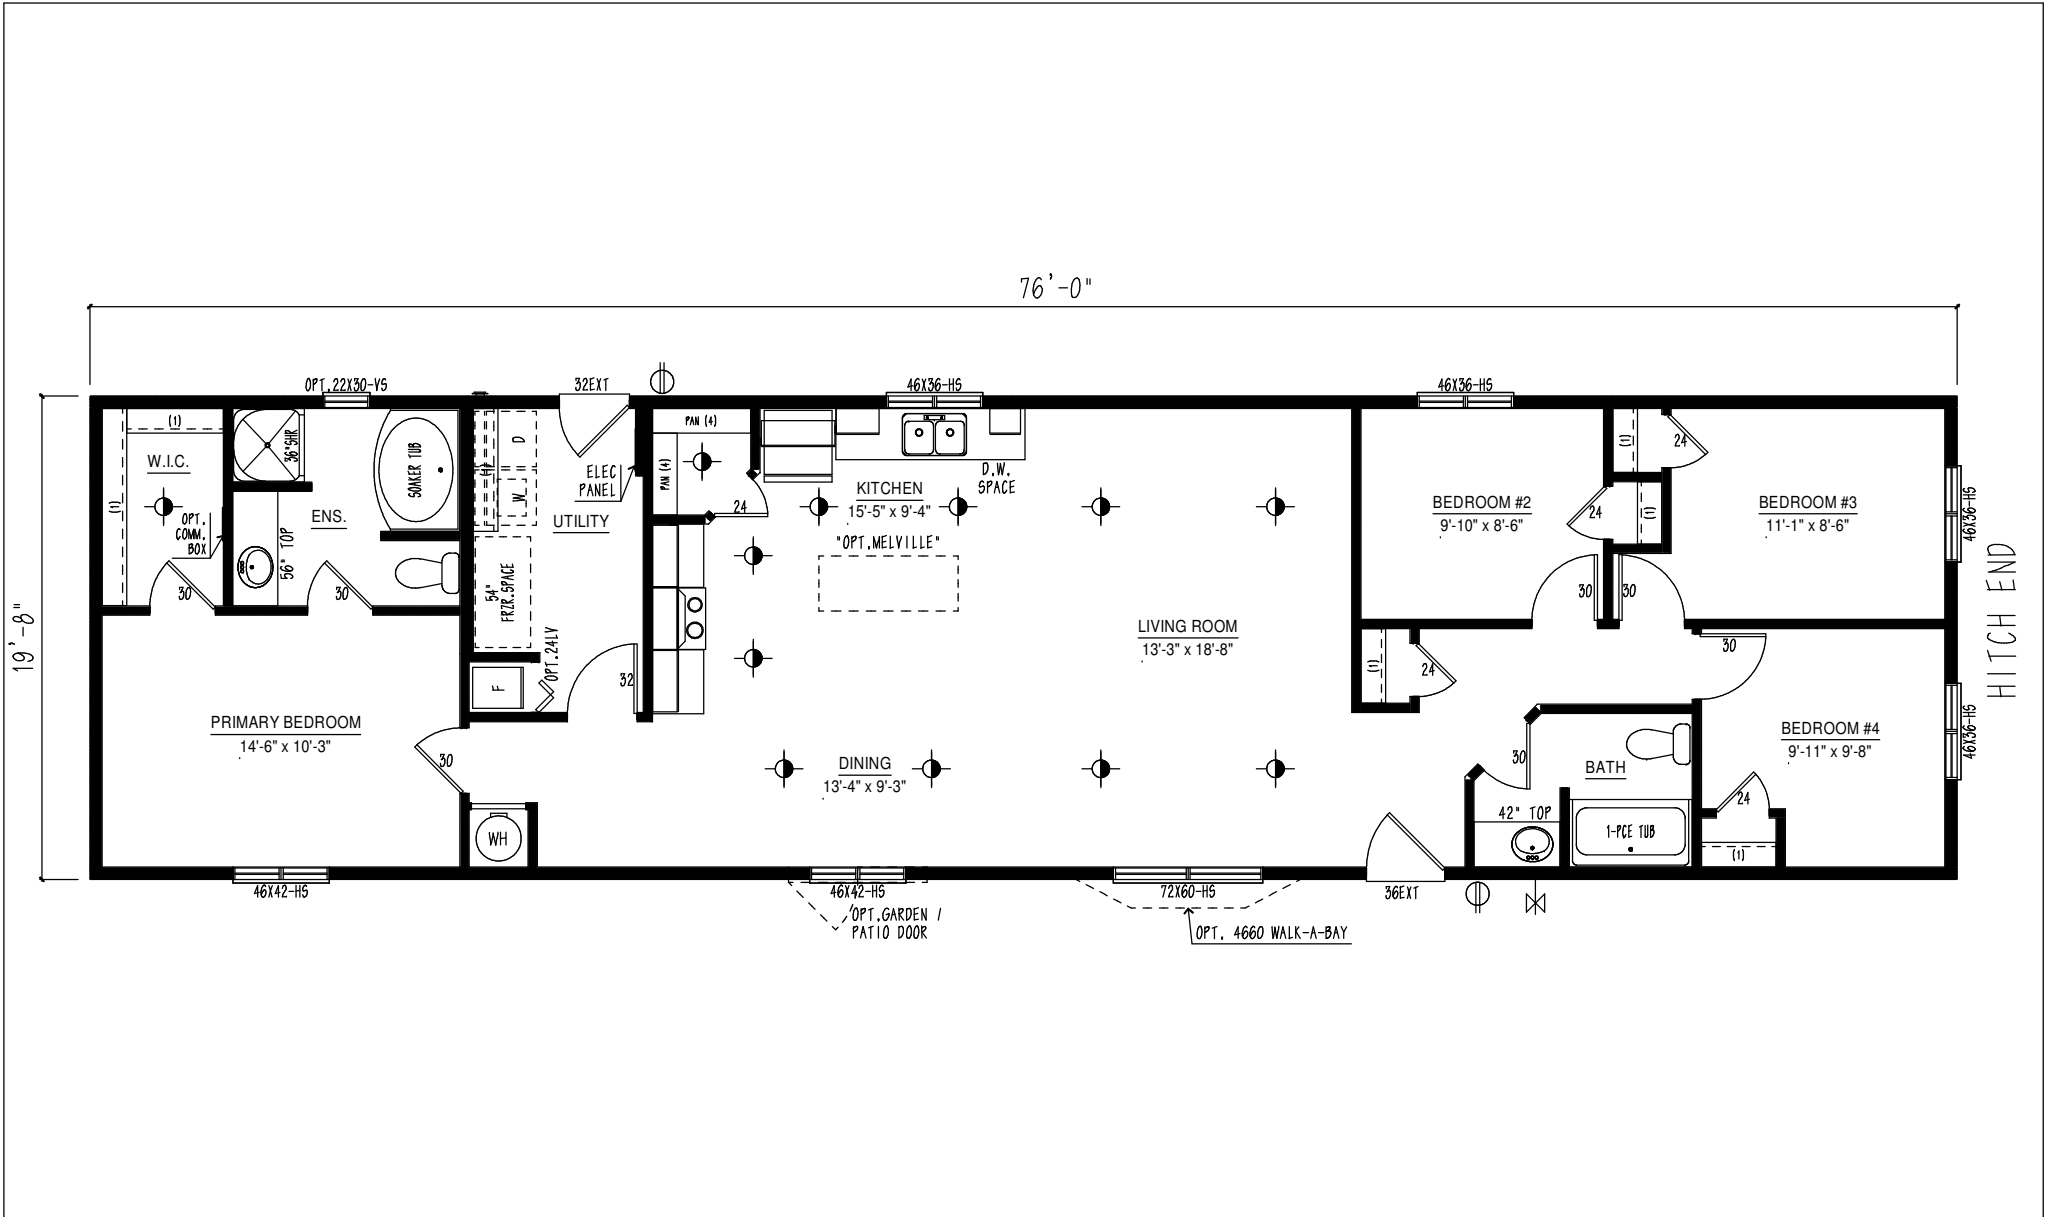 76'-0"
OPT.22X30-VS
32EXT
46X36-HS
46X36-HS
(1)
W.I.C.
(1)
OPT.
COMM.
BOX
30
36"SHR
SOAKER TUB
ENS.
56" TOP
30
D
(1)
W
ELEC
PANEL
UTILITY
54"
FRZR.SPACE
OPT.24LV
F
32
PAN (4)
PAN (4)
24
KITCHEN
15'-5" x 9'-4"
D.W.
SPACE
"OPT.MELVILLE"
LIVING ROOM
13'-3" x 18'-8"
BEDROOM #2
9'-10" x 8'-6"
(1)
24
24
(1)
30
30
BEDROOM #3
11'-1" x 8'-6"
46X36-HS
HITCH END
19'-8"
PRIMARY BEDROOM
14'-6" x 10'-3"
30
WH
DINING
13'-4" x 9'-3"
(1)
24
30
30
BATH
42" TOP
1-PCE TUB
BEDROOM #4
9'-11" x 9'-8"
24
(1)
46X36-HS
46X42-HS
46X42-HS
72X60-HS
36EXT
OPT.GARDEN /
PATIO DOOR
OPT. 4660 WALK-A-BAY